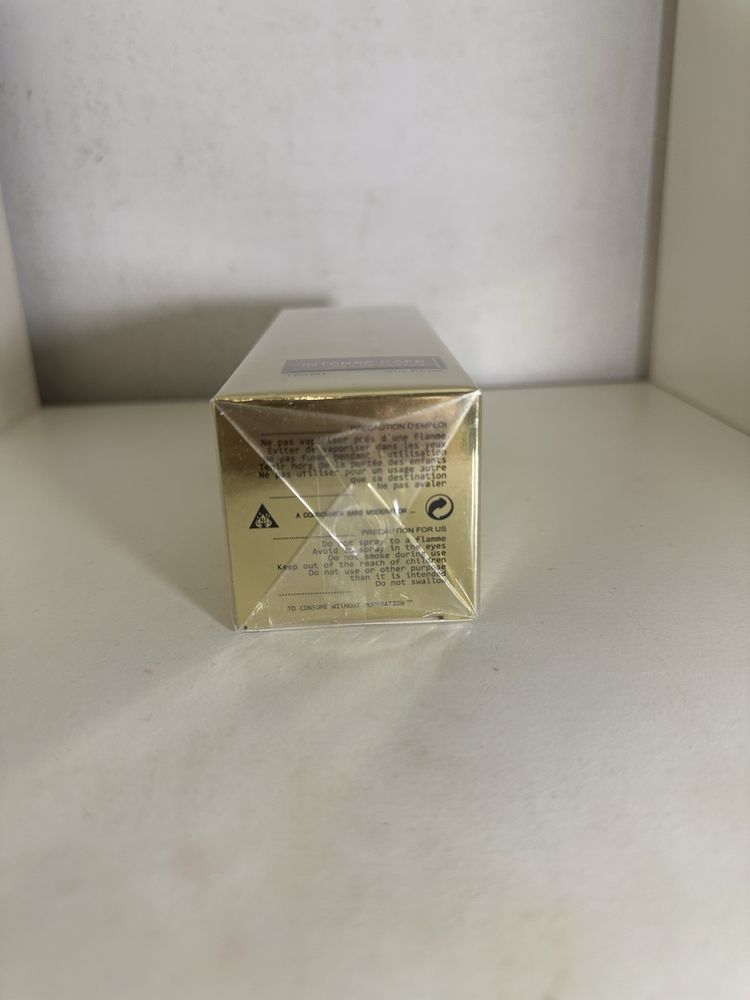 INTENSE CAFE
PRECAUTION D'EMPLOI
Ne pas vaporiser prés d'une flamme
Eviter de vaporiser dans les yeux
Ne pas fumer pendant l'utilisation
Tenir hors de la portée des enfants
Ne pas utiliser pour un usage autre
que sa destination
Ne pas avaler
A CONSOMMER SANS MODERATION
PRECAUTION FOR US
Do not spray to a flamme
Avoid to spray in the eyes
Do not smoke during use
Keep out of the reach of children
Do not use or other purpose
than it is intended
Do not swallow
TO CONSUME WITHOUT MODERATION